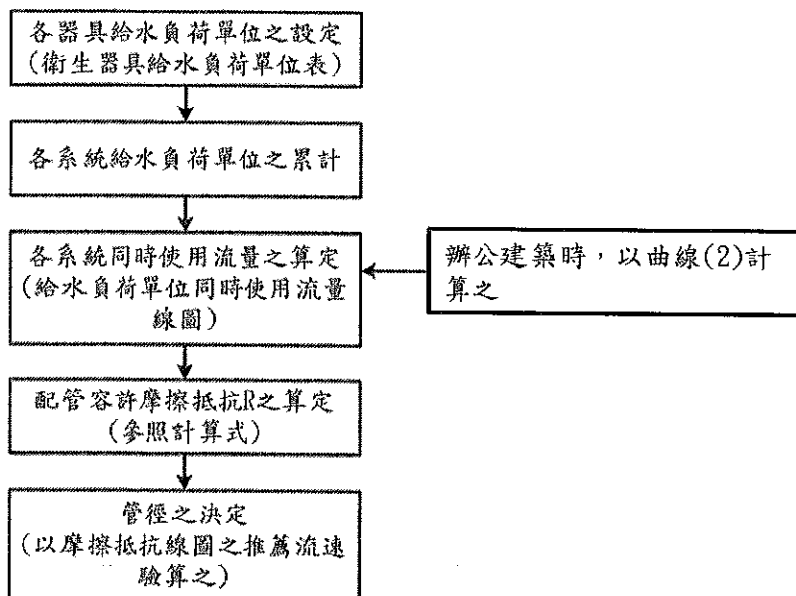 各器具給水負荷單位之設定
(衛生器具給水負荷單位表)
各系統給水負荷單位之累計
各系統同時使用流量之算定
(給水負荷單位同時使用流量
線圖)
辦公建築時，以曲線(2)計
算之
配管容許摩擦抵抗R之算定
(參照計算式)
管徑之決定
(以摩擦抵抗線圖之推薦流速
驗算之)